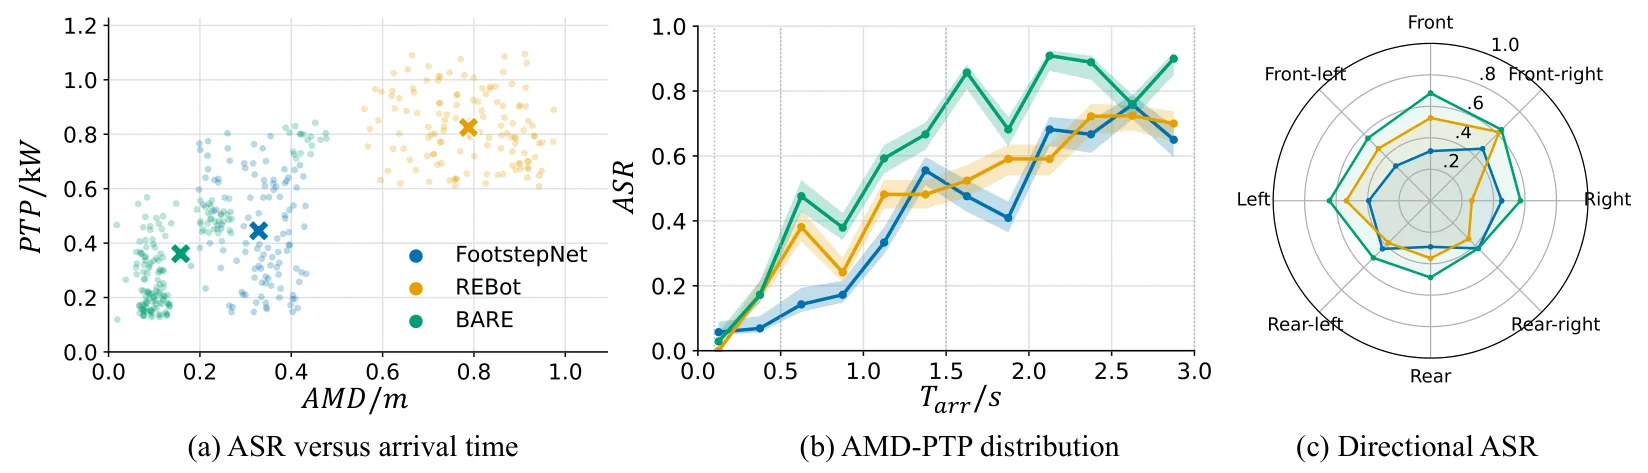 1.2
1.0
0.8
0.6
0.4
0.2
0.0
PTP/kW
0.0 0.2 0.4 0.6 0.8 1.0
AMD/m
FootstepNet
REBot
BARE
(a) ASR versus arrival time
1.0
0.8
0.6
0.4
0.2
0.0
ASR
0.0 0.5 1.0 1.5 2.0 2.5 3.0
T_arr/s
(b) AMD-PTP distribution
Front
1.0
Front-left .8 Front-right
.6
.4
.2
Left Right
Rear-left Rear-right
Rear
(c) Directional ASR